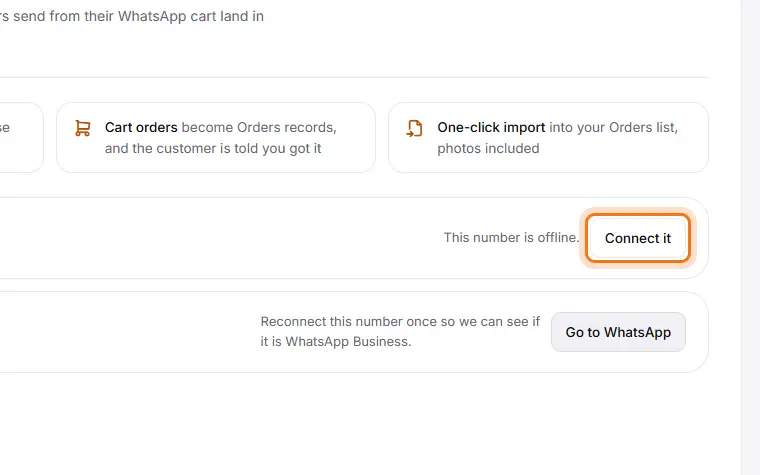 rs send from their WhatsApp cart land in
se
Cart orders become Orders records,
and the customer is told you got it
One-click import into your Orders list,
photos included
This number is offline.
Connect it
Reconnect this number once so we can see if
it is WhatsApp Business.
Go to WhatsApp